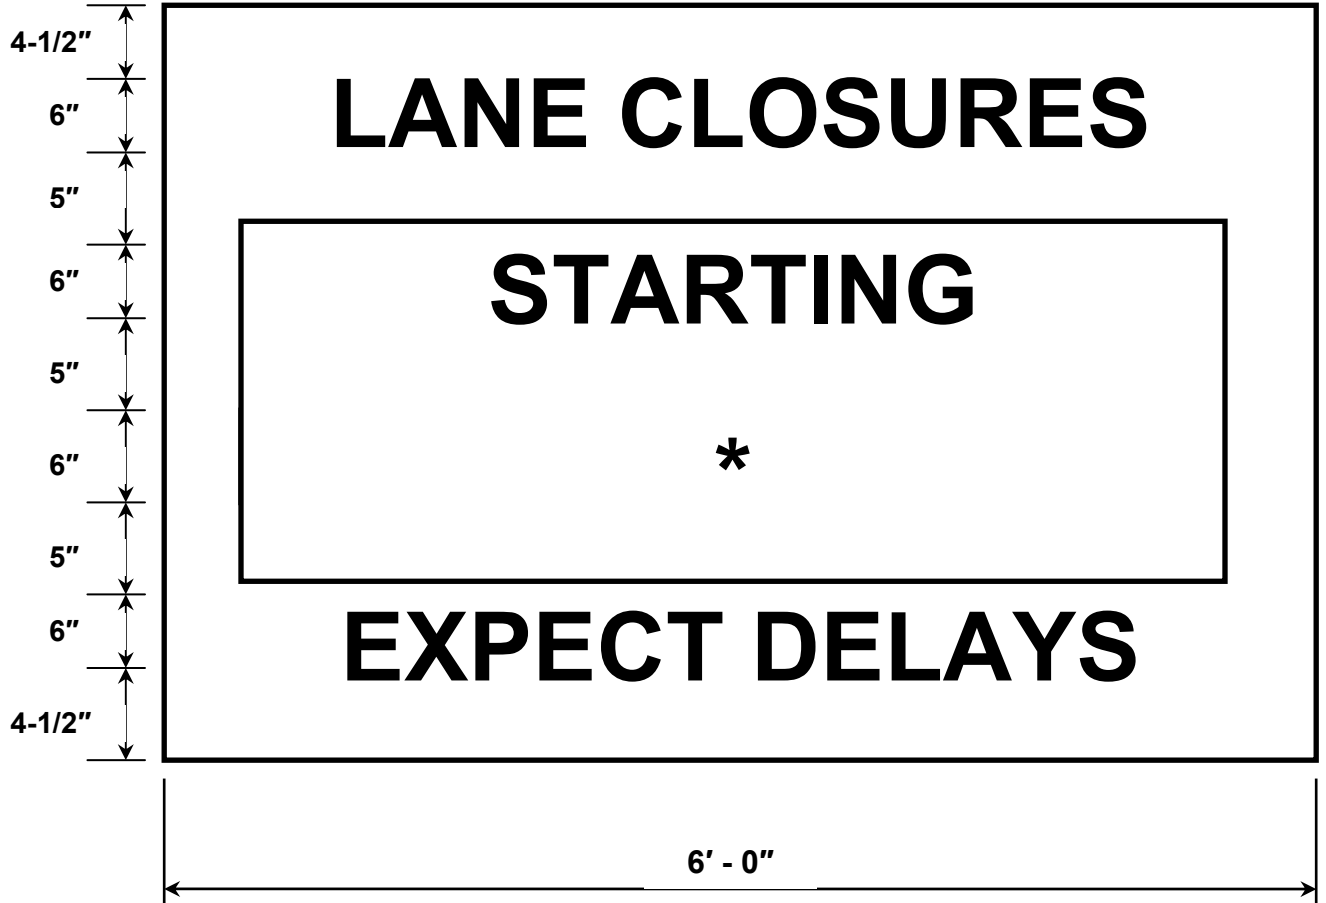 4-1/2″
LANE CLOSURES
6″
5″
STARTING
6″
5″
*
6″
5″
EXPECT DELAYS
6″
4-1/2″
6′ - 0″